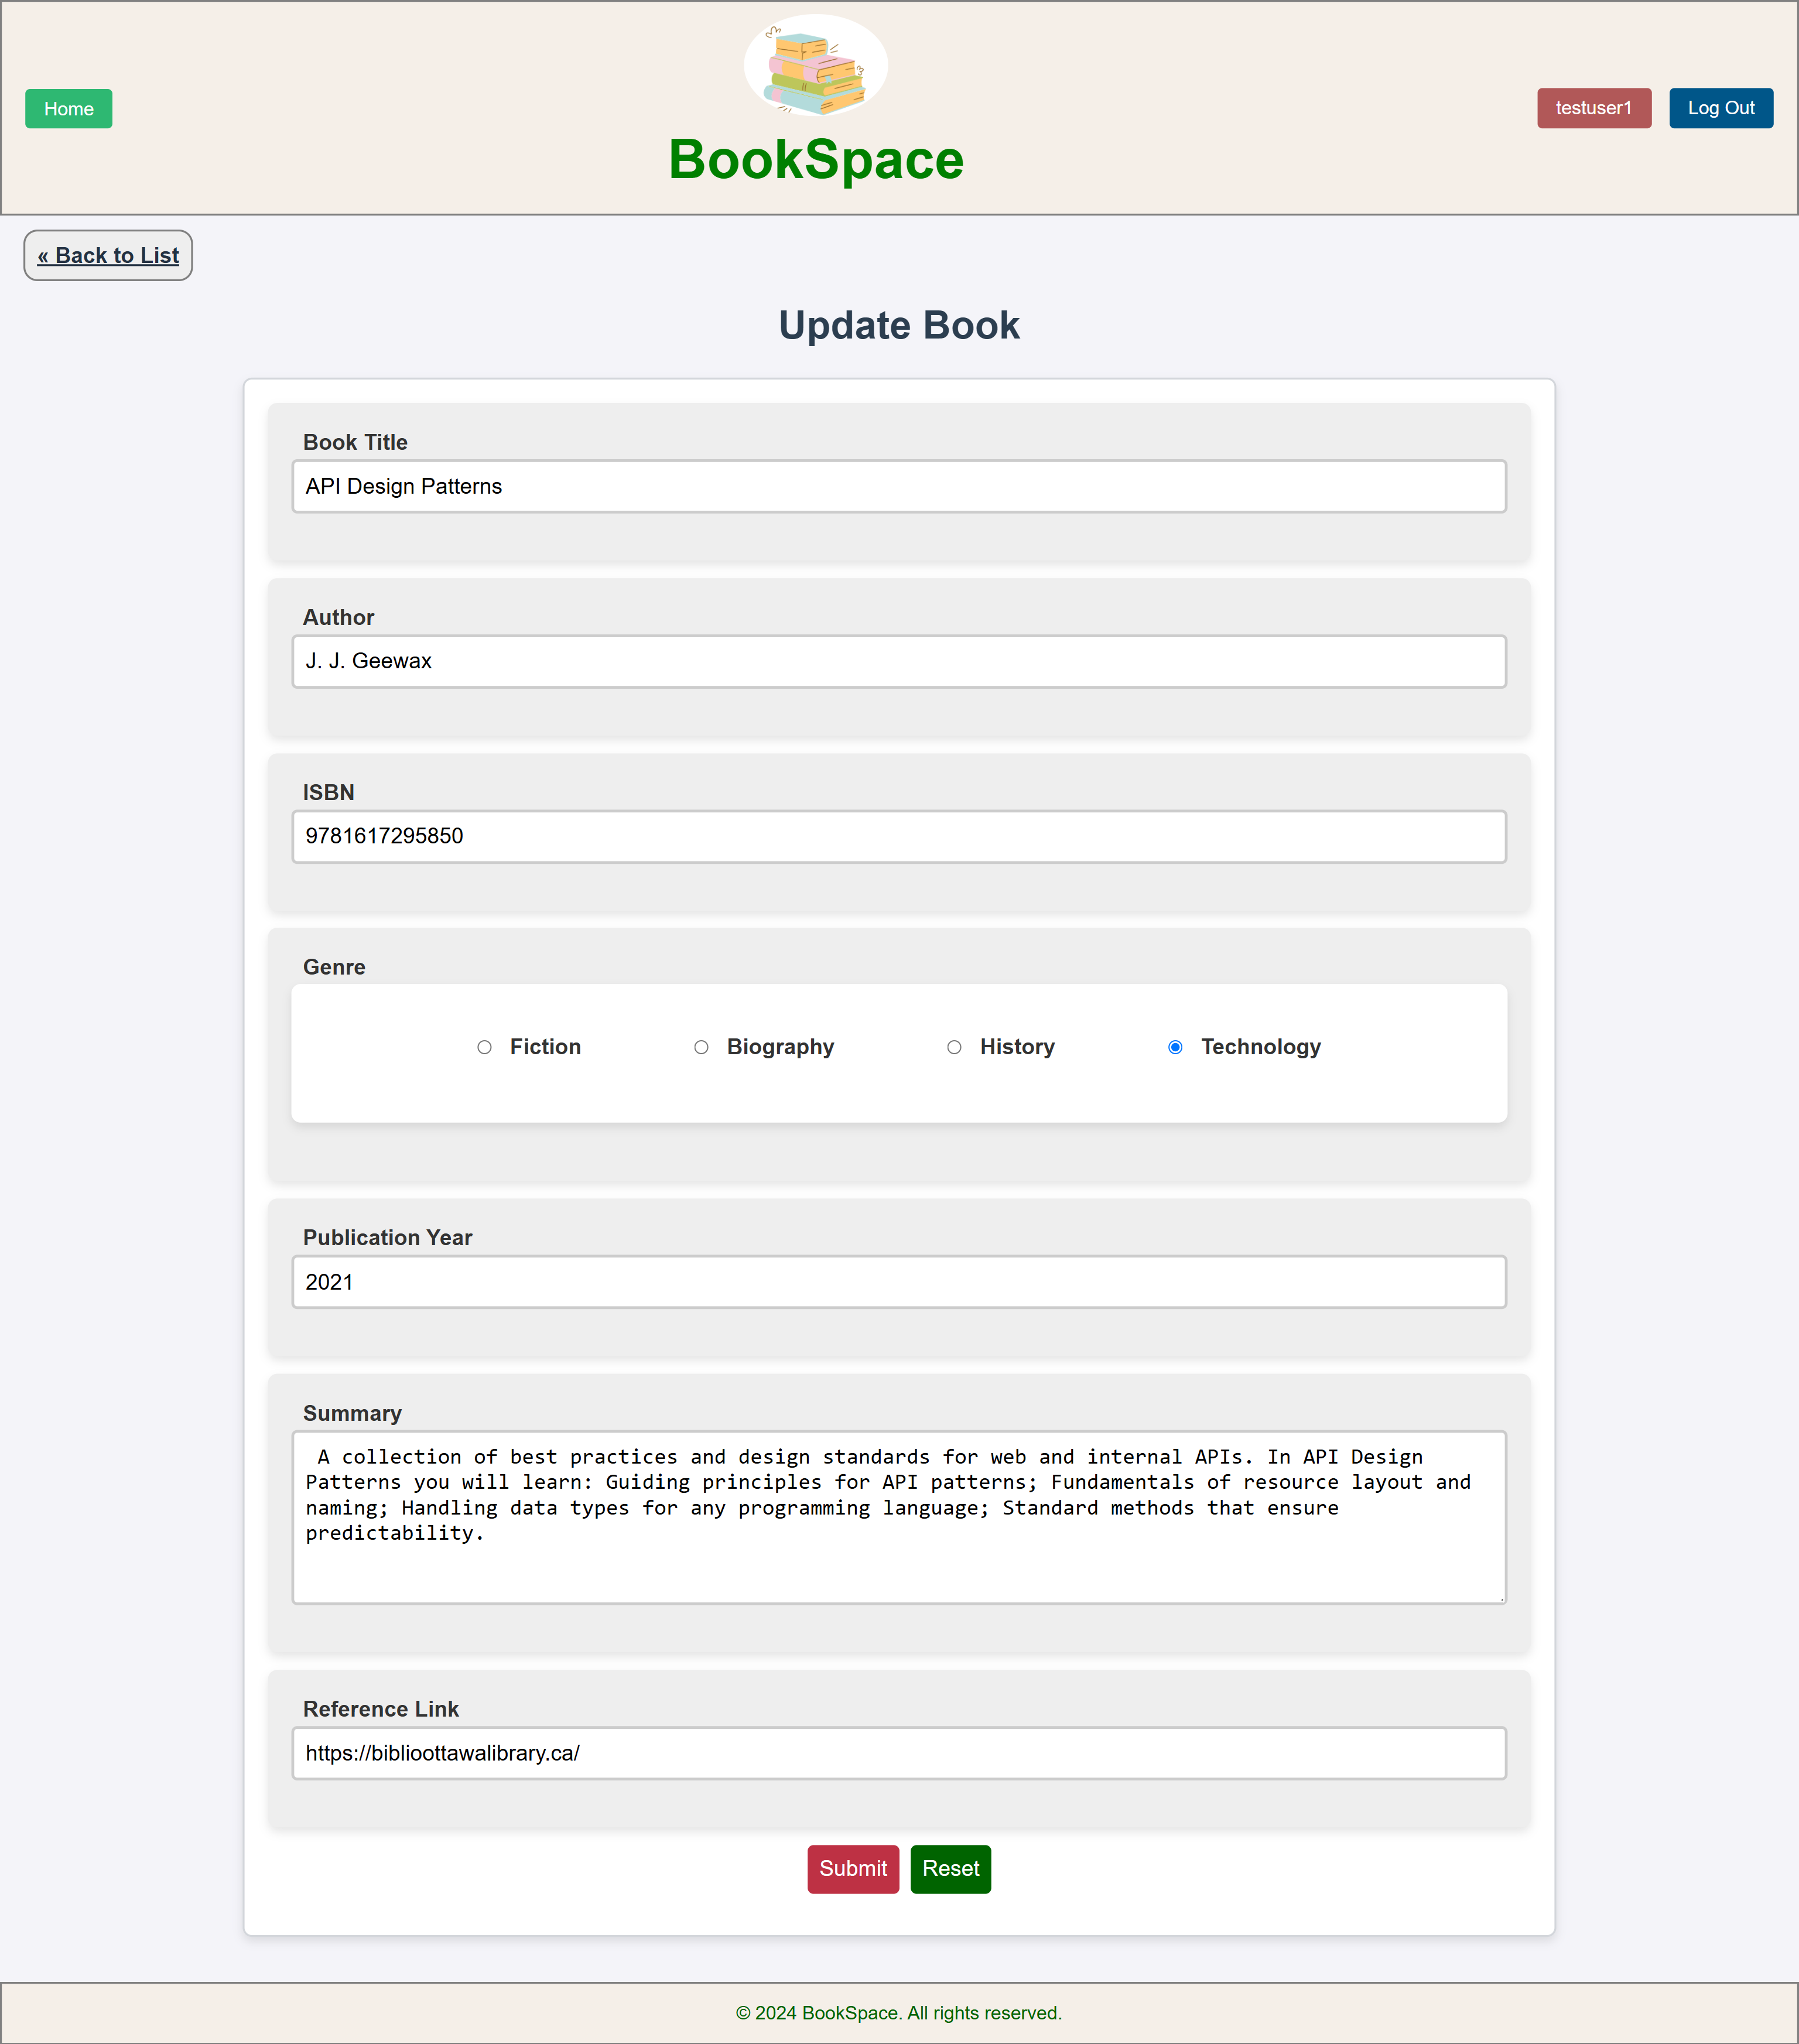 Home
BookSpace
testuser1
Log Out
« Back to List
Update Book
Book Title
API Design Patterns
Author
J. J. Geewax
ISBN
9781617295850
Genre
Fiction
Biography
History
Technology
Publication Year
2021
Summary
A collection of best practices and design standards for web and internal APIs. In API Design
Patterns you will learn: Guiding principles for API patterns; Fundamentals of resource layout and
naming; Handling data types for any programming language; Standard methods that ensure
predictability.
Reference Link
https://biblioottawalibrary.ca/
Submit
Reset
© 2024 BookSpace. All rights reserved.